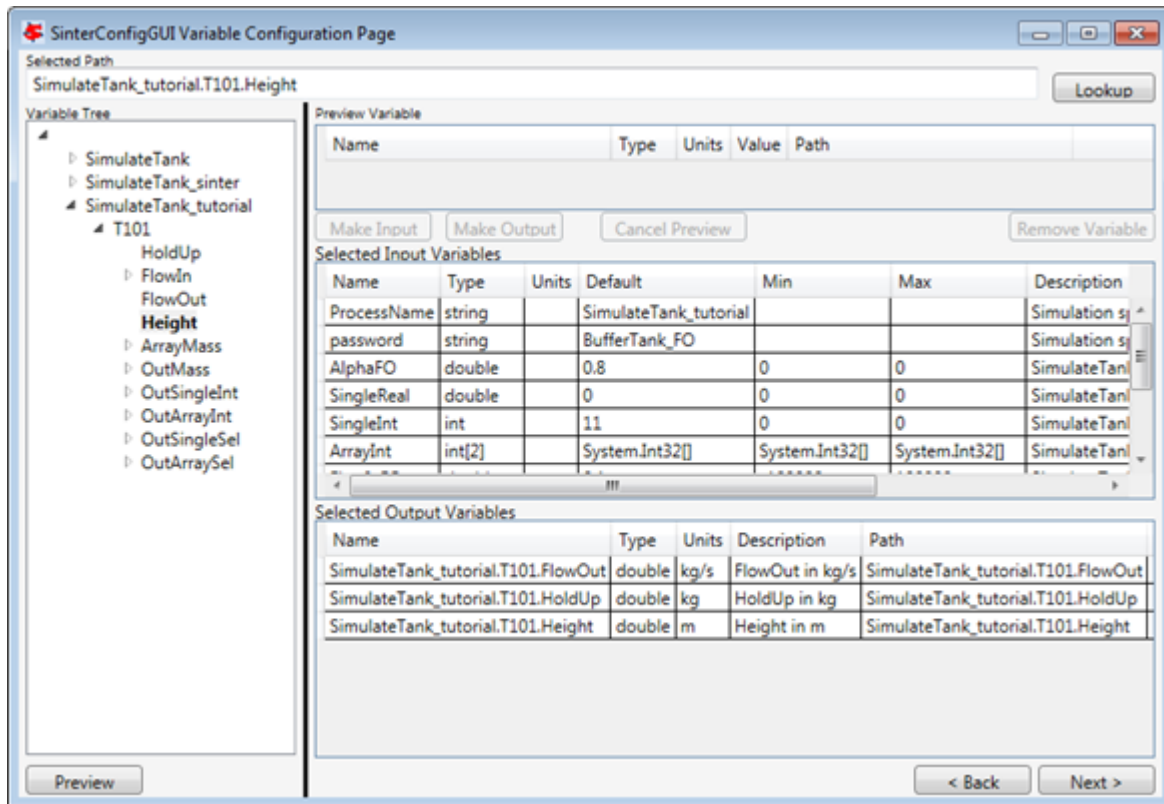 SinterConfigGUI Variable Configuration Page
Selected Path
SimulateTank_tutorial.T101.Height
Lookup
Variable Tree
SimulateTank
SimulateTank_sinter
SimulateTank_tutorial
T101
HoldUp
FlowIn
FlowOut
Height
ArrayMass
OutMass
OutSingleInt
OutArrayInt
OutSingleSel
OutArraySel
Preview
Preview Variable
Name Type Units Value Path
Make Input Make Output Cancel Preview Remove Variable
Selected Input Variables
Name Type Units Default Min Max Description
ProcessName string SimulateTank_tutorial Simulation
password string BufferTank_FO Simulation
AlphaFO double 0.8 0 0 SimulateTan
SingleReal double 0 0 0 SimulateTan
SingleInt int 11 0 0 SimulateTan
ArrayInt int[2] System.Int32[] System.Int32[] System.Int32[] SimulateTan
Selected Output Variables
Name Type Units Description Path
SimulateTank_tutorial.T101.FlowOut double kg/s FlowOut in kg/s SimulateTank_tutorial.T101.FlowOut
SimulateTank_tutorial.T101.HoldUp double kg HoldUp in kg SimulateTank_tutorial.T101.HoldUp
SimulateTank_tutorial.T101.Height double m Height in m SimulateTank_tutorial.T101.Height
< Back Next >